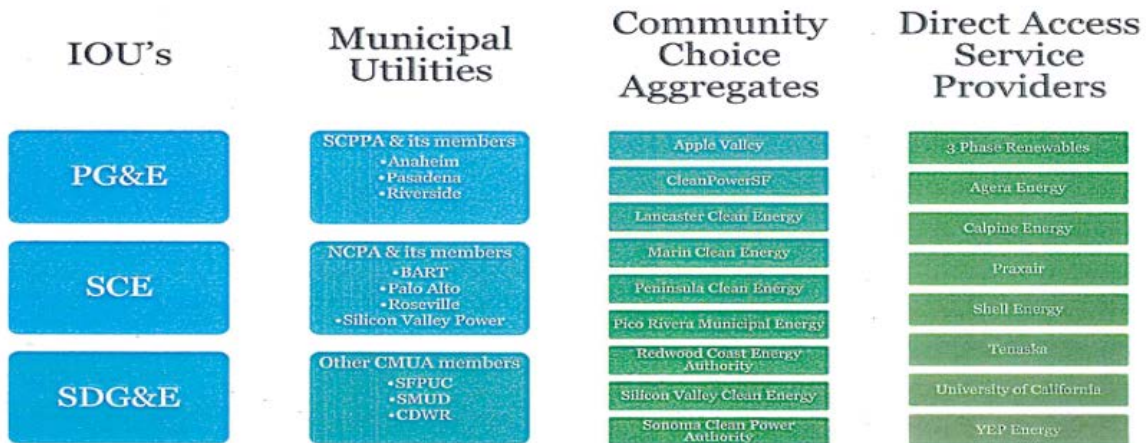 IOU's
PG&E
SCE
SDG&E
Municipal
Utilities
SCPPA & its members
•Anaheim
•Pasadena
•Riverside
NCPA & its members
•BART
•Palo Alto
•Roseville
•Silicon Valley Power
Other CMUA members
•SFPUC
•SMUD
•CDWR
Community
Choice
Aggregates
Apple Valley
CleanPowerSF
Lancaster Clean Energy
Marin Clean Energy
Peninsula Clean Energy
Pico Rivera Municipal Energy
Redwood Coast Energy
Authority
Silicon Valley Clean Energy
Sonoma Clean Power
Authority
Direct Access
Service
Providers
3 Phase Renewables
Agera Energy
Calpine Energy
Praxair
Shell Energy
Tenaska
University of California
YEP Energy